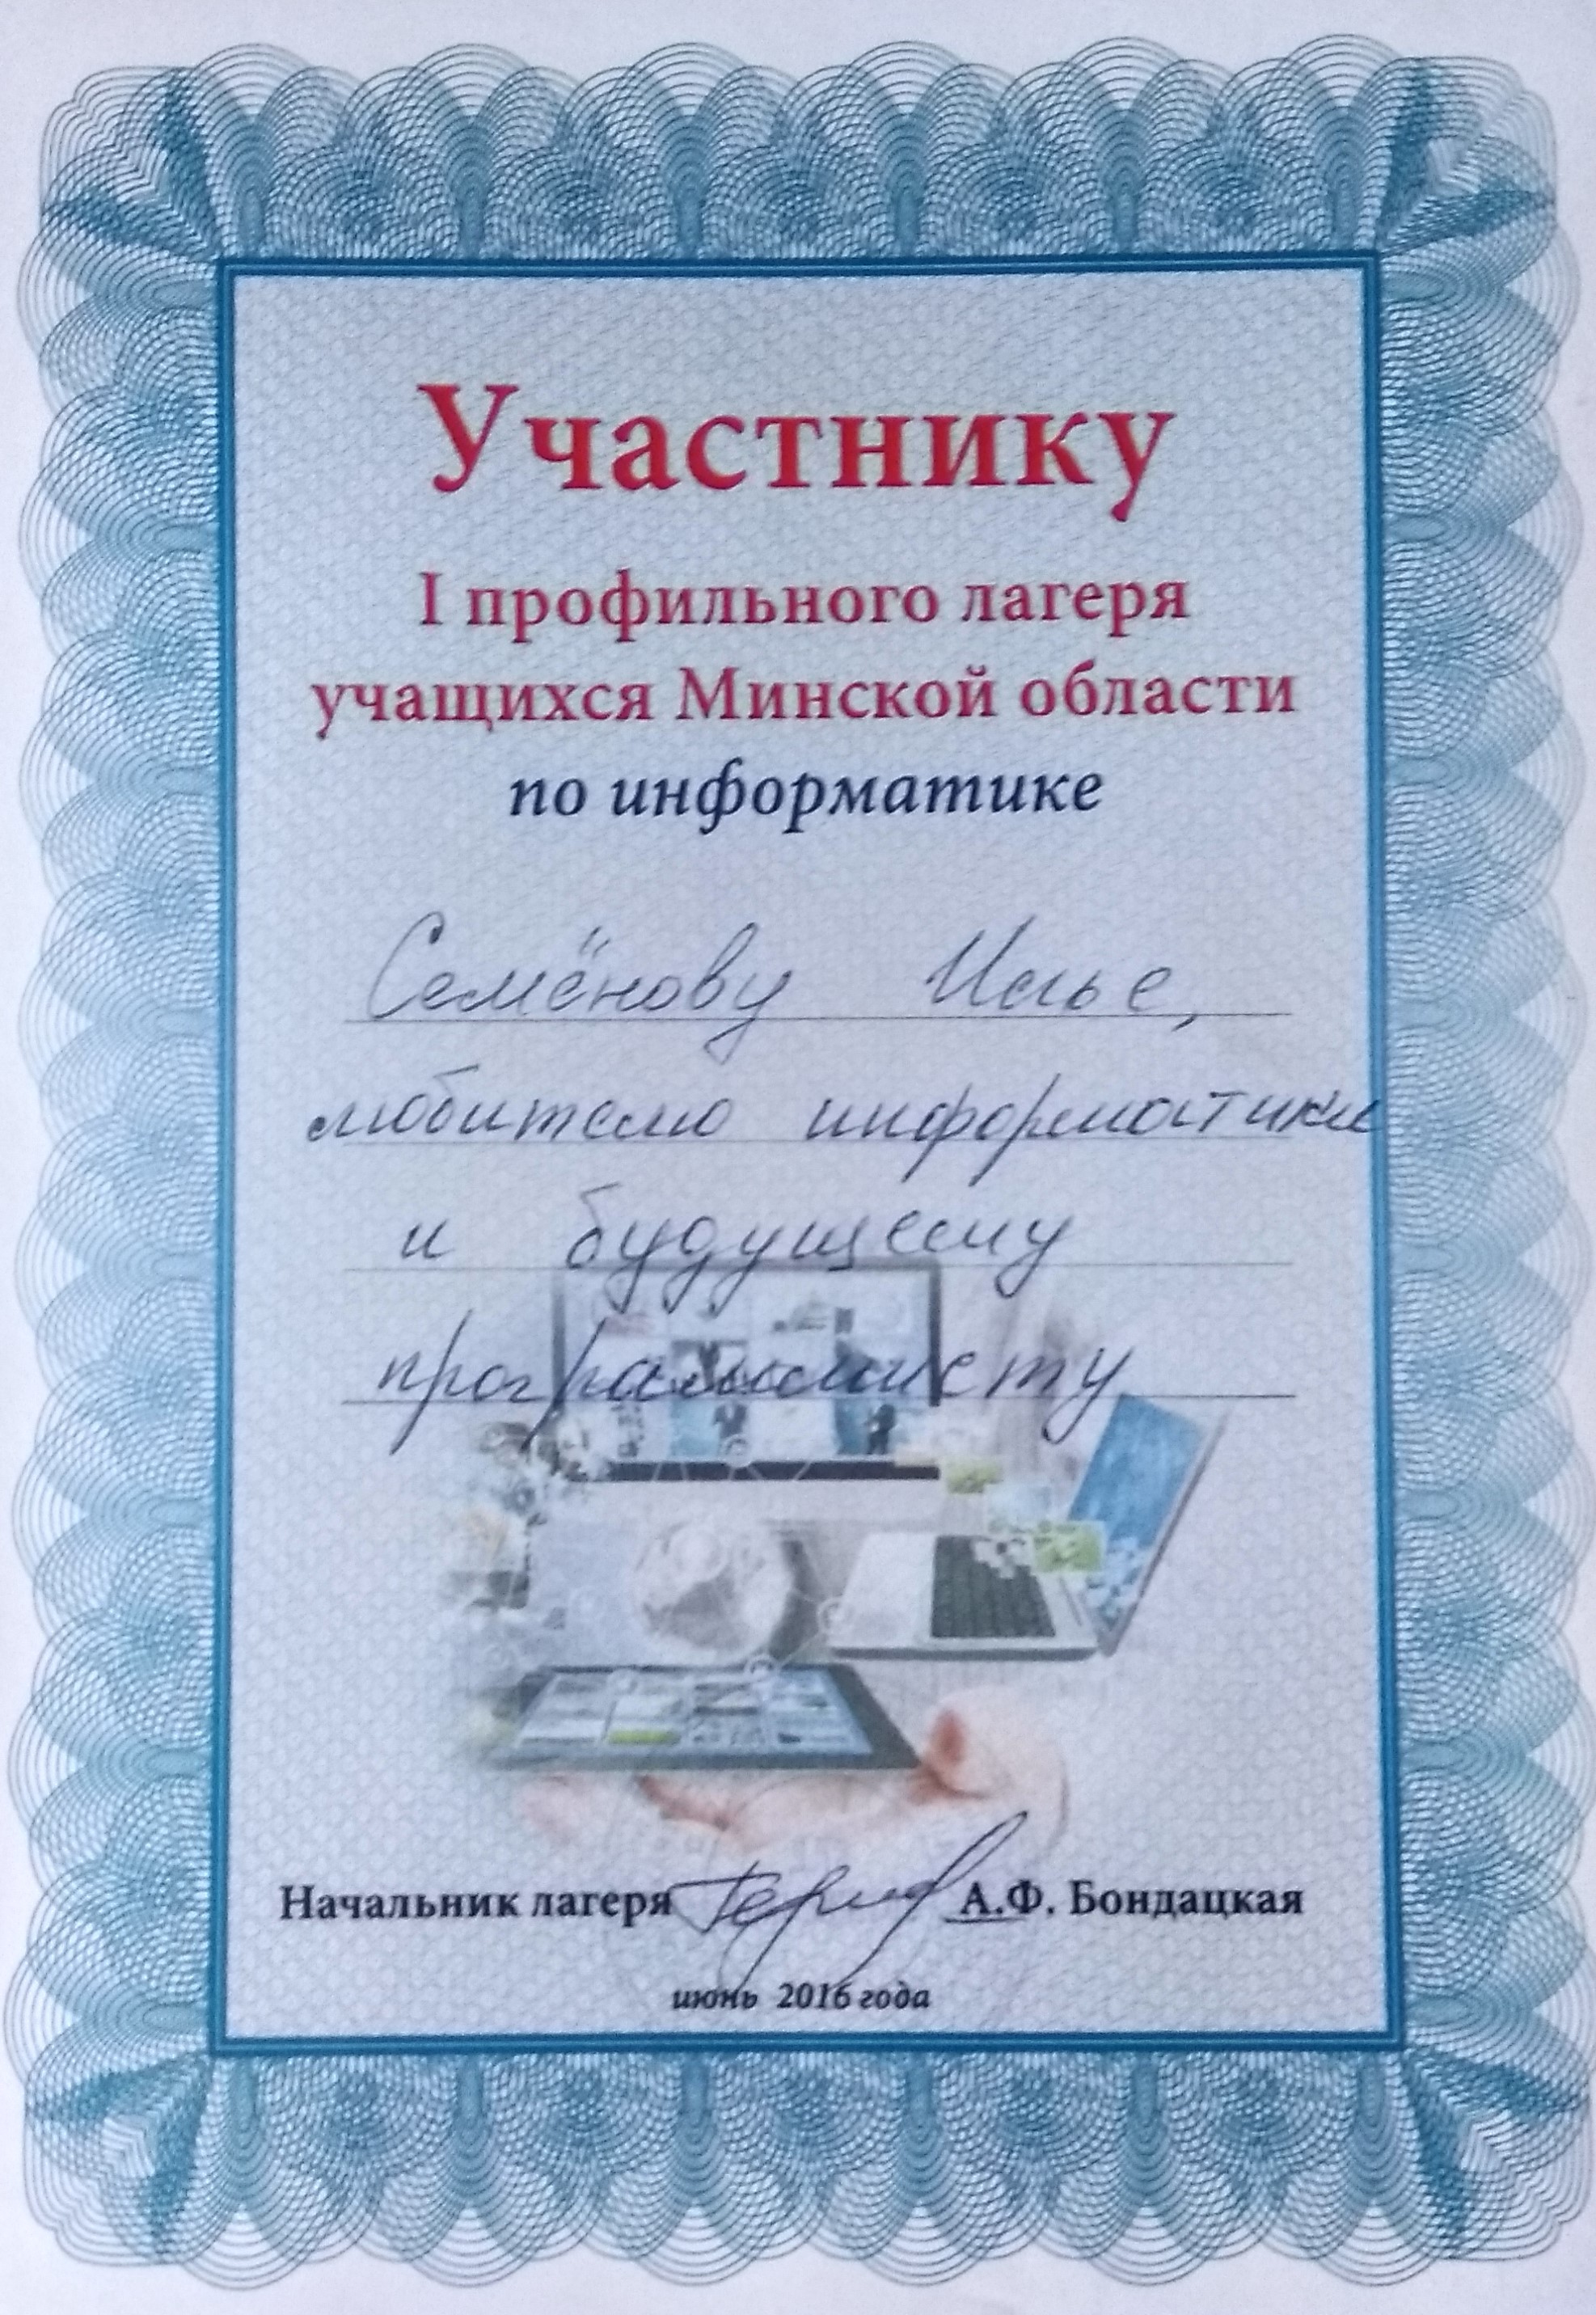 Участнику
I профильного лагеря
учащихся Минской области
по информатике
Семёнову Илье,
любителю информатики
и будущему
программисту
Начальник лагеря А.Ф. Бондацкая
июнь 2016 года